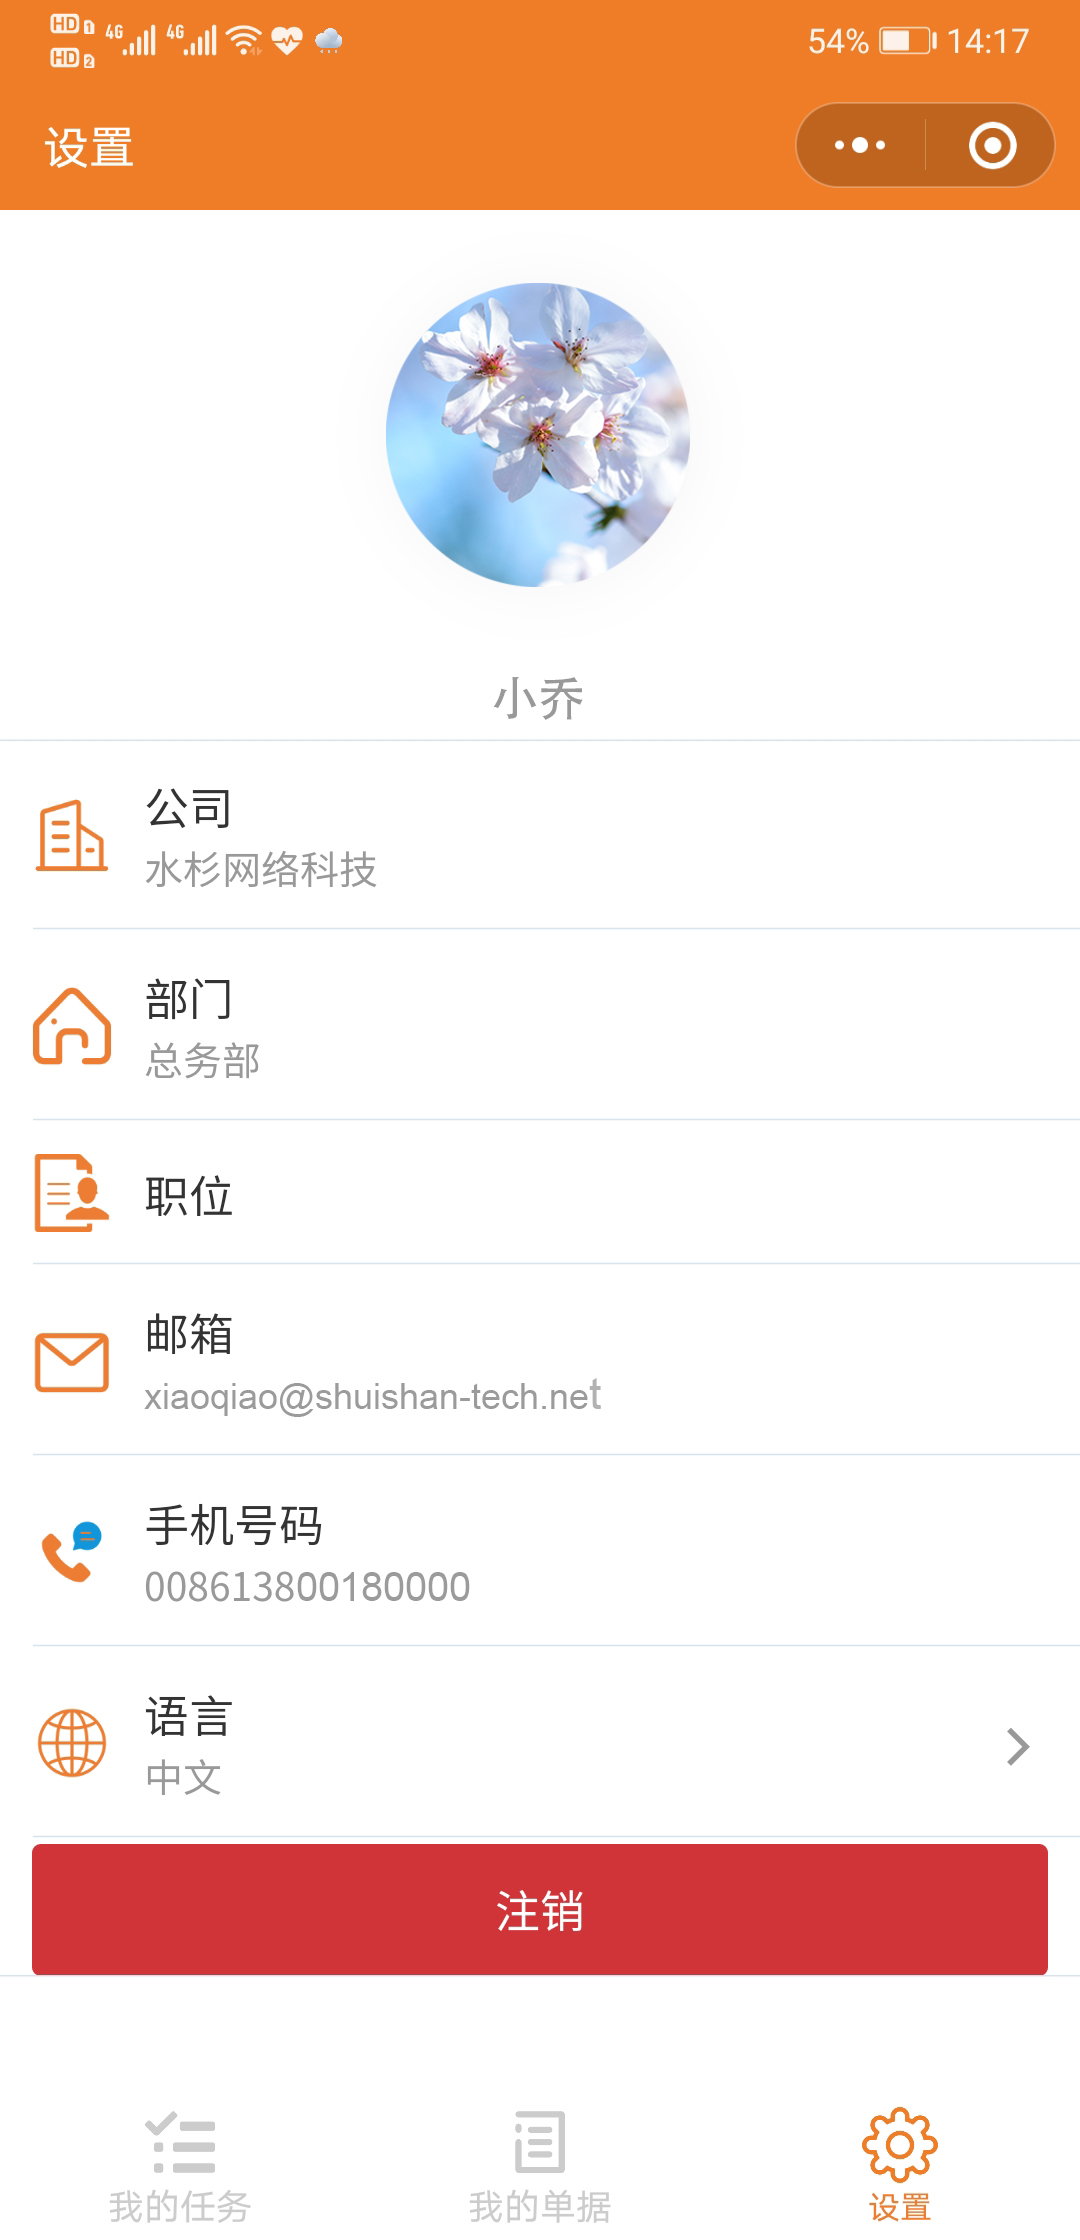 HD 1 4G 4G 54% 14:17
HD 2
设置
小乔
公司
水杉网络科技
部门
总务部
职位
邮箱
xiaoqiao@shuishan-tech.net
手机号码
008613800180000
语言
中文
注销
我的任务 我的单据 设置